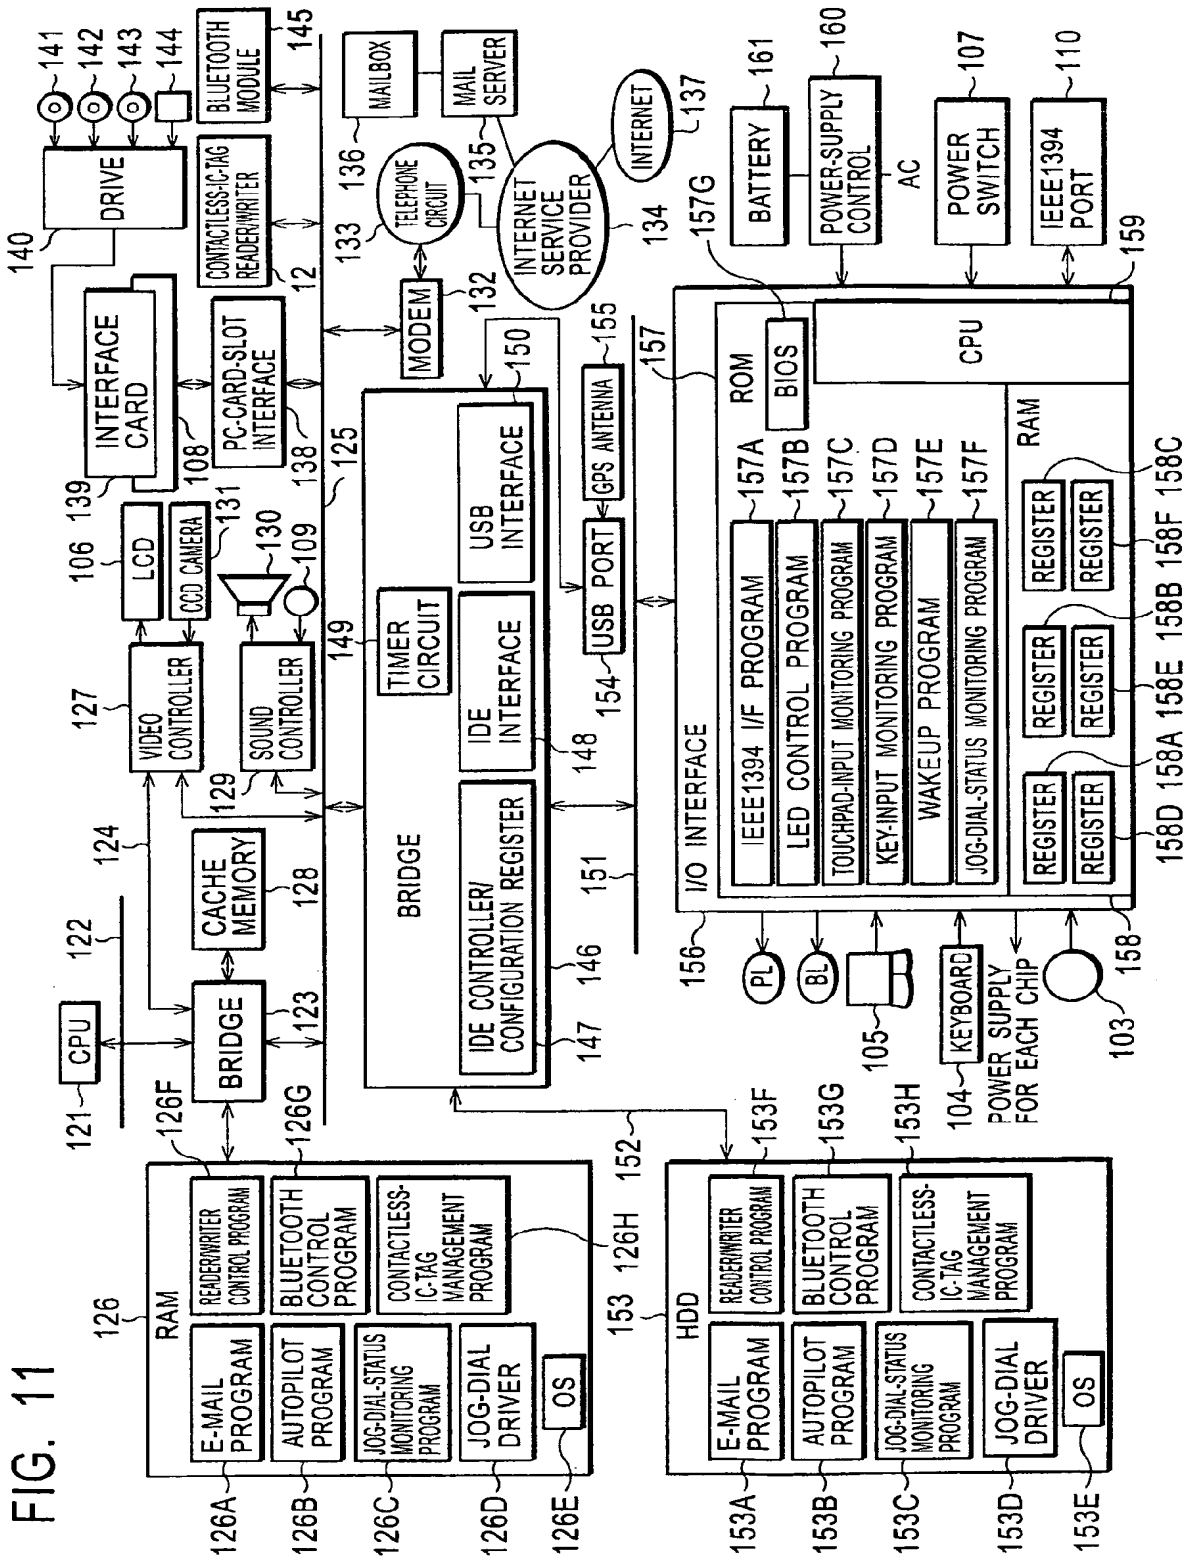 FIG. 11
121
CPU
122
123
BRIDGE
124
128
CACHE
MEMORY
126
RAM
126A
E-MAIL
PROGRAM
126B
AUTOPILOT
PROGRAM
126C
JOG-DIAL-STATUS
MONITORING
PROGRAM
126D
JOG-DIAL
DRIVER
126E
OS
126F
READER/WRITER
CONTROL PROGRAM
126G
BLUETOOTH
CONTROL
PROGRAM
126H
CONTACTLESS-
IC-TAG
MANAGEMENT
PROGRAM
127
VIDEO
CONTROLLER
106
LCD
CCD CAMERA
131
129
SOUND
CONTROLLER
130
109
139
INTERFACE
CARD
108
PC-CARD-SLOT
INTERFACE
138
125
140
DRIVE
141
142
143
144
CONTACTLESS-IC-TAG
READER/WRITER
12
BLUETOOTH
MODULE
145
MODEM
132
133
TELEPHONE
CIRCUIT
136
MAILBOX
135
MAIL
SERVER
INTERNET
SERVICE
PROVIDER
134
INTERNET
137
BRIDGE
149
TIMER
CIRCUIT
IDE CONTROLLER/
CONFIGURATION REGISTER
147
146
IDE
INTERFACE
148
USB
INTERFACE
150
151
152
154
USB PORT
GPS ANTENNA
155
153
HDD
153A
E-MAIL
PROGRAM
153B
AUTOPILOT
PROGRAM
153C
JOG-DIAL-STATUS
MONITORING
PROGRAM
153D
JOG-DIAL
DRIVER
153E
OS
153F
READER/WRITER
CONTROL PROGRAM
153G
BLUETOOTH
CONTROL
PROGRAM
153H
CONTACTLESS-
IC-TAG
MANAGEMENT
PROGRAM
156
I/O INTERFACE
157
ROM
IEEE1394 I/F PROGRAM
157A
LED CONTROL PROGRAM
157B
TOUCHPAD-INPUT MONITORING PROGRAM
157C
KEY-INPUT MONITORING PROGRAM
157D
WAKEUP PROGRAM
157E
JOG-DIAL-STATUS MONITORING PROGRAM
157F
BIOS
157G
CPU
159
RAM
158
REGISTER
158A
REGISTER
158B
REGISTER
158C
REGISTER
158D
REGISTER
158E
REGISTER
158F
PL
BL
105
104
KEYBOARD
POWER SUPPLY
FOR EACH CHIP
103
BATTERY
161
POWER-SUPPLY
CONTROL
160
AC
POWER
SWITCH
107
IEEE1394
PORT
110